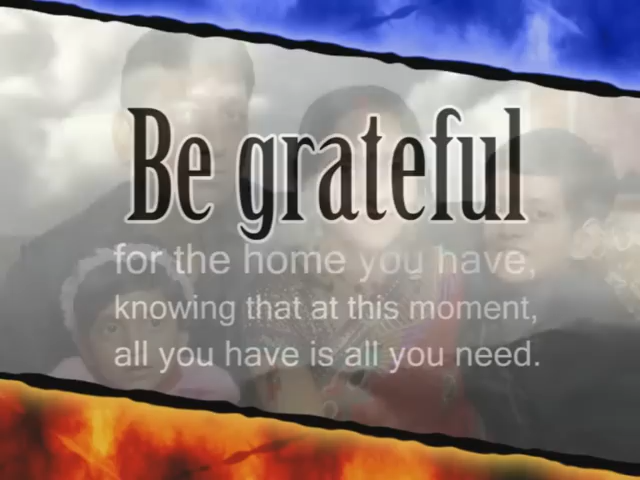 Be grateful
for the home you have,
knowing that at this moment,
all you have is all you need.